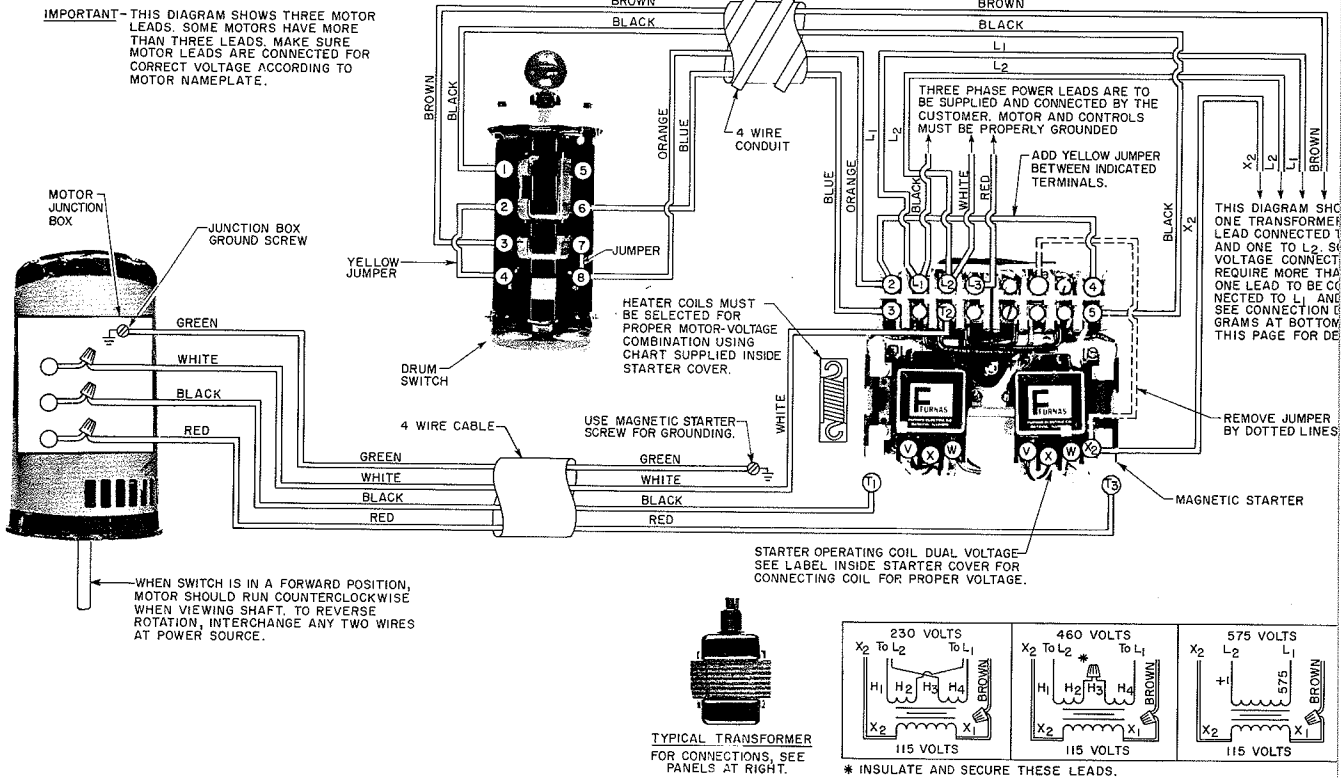 IMPORTANT-THIS DIAGRAM SHOWS THREE MOTOR
LEADS. SOME MOTORS HAVE MORE
THAN THREE LEADS. MAKE SURE
MOTOR LEADS ARE CONNECTED FOR
CORRECT VOLTAGE ACCORDING TO
MOTOR NAMEPLATE.
BROWN
BLACK
BROWN
BLACK
BROWN
BLACK
ORANGE
BLUE
4 WIRE
CONDUIT
L1
L2
THREE PHASE POWER LEADS ARE TO
BE SUPPLIED AND CONNECTED BY THE
CUSTOMER. MOTOR AND CONTROLS
MUST BE PROPERLY GROUNDED
ADD YELLOW JUMPER
BETWEEN INDICATED
TERMINALS.
BLUE
ORANGE
L1
L2
BLACK
WHITE
RED
BLACK
X2
X2
L2
L1
BROWN
THIS DIAGRAM SHO
ONE TRANSFORMER
LEAD CONNECTED T
AND ONE TO L2. SO
VOLTAGE CONNECT
REQUIRE MORE THA
ONE LEAD TO BE CO
NECTED TO L1 AND
SEE CONNECTION D
GRAMS AT BOTTOM
THIS PAGE FOR DE
1 5
2 6
3 7
4 8
YELLOW
JUMPER
JUMPER
DRUM
SWITCH
MOTOR
JUNCTION
BOX
JUNCTION BOX
GROUND SCREW
GREEN
WHITE
BLACK
RED
HEATER COILS MUST
BE SELECTED FOR
PROPER MOTOR-VOLTAGE
COMBINATION USING
CHART SUPPLIED INSIDE
STARTER COVER.
2 L1 L2 L3 4
3 T2 5
F
FURNAS
F
FURNAS
V X W
V X W X2
WHITE
REMOVE JUMPER
BY DOTTED LINES
MAGNETIC STARTER
T1
T3
4 WIRE CABLE
USE MAGNETIC STARTER
SCREW FOR GROUNDING.
GREEN
WHITE
BLACK
RED
GREEN
WHITE
BLACK
RED
STARTER OPERATING COIL DUAL VOLTAGE
SEE LABEL INSIDE STARTER COVER FOR
CONNECTING COIL FOR PROPER VOLTAGE.
WHEN SWITCH IS IN A FORWARD POSITION,
MOTOR SHOULD RUN COUNTERCLOCKWISE
WHEN VIEWING SHAFT. TO REVERSE
ROTATION, INTERCHANGE ANY TWO WIRES
AT POWER SOURCE.
TYPICAL TRANSFORMER
FOR CONNECTIONS, SEE
PANELS AT RIGHT.
230 VOLTS
X2 To L2 To L1
H1 H2 H3 H4
BROWN
X2 X1
115 VOLTS
460 VOLTS
X2 To L2 * To L1
H1 H2 H3 H4
BROWN
X2 X1
115 VOLTS
575 VOLTS
X2 L2 L1
+1 575
BROWN
X2 X1
115 VOLTS
* INSULATE AND SECURE THESE LEADS.